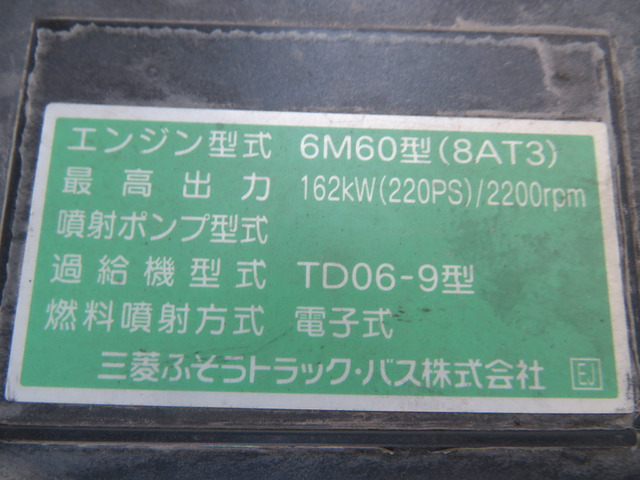 エンジン型式 6M60型(8AT3)
最高出力 162kW(220PS)/2200rpm
噴射ポンプ型式
過給機型式 TD06-9型
燃料噴射方式 電子式
三菱ふそうトラック・バス株式会社 EJ